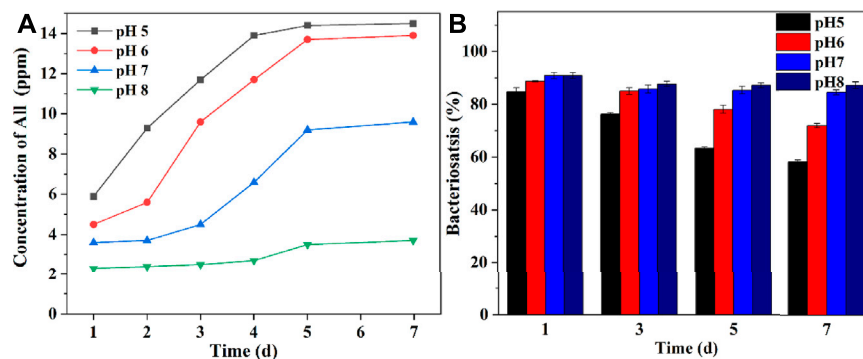 A
pH 5
pH 6
pH 7
pH 8
Concentration of All (ppm)
14
12
10
8
6
4
2
0
1 2 3 4 5 6 7
Time (d)
B
pH5
pH6
pH7
pH8
Bacteriosatsis (%)
100
80
60
40
20
0
1 3 5 7
Time (d)